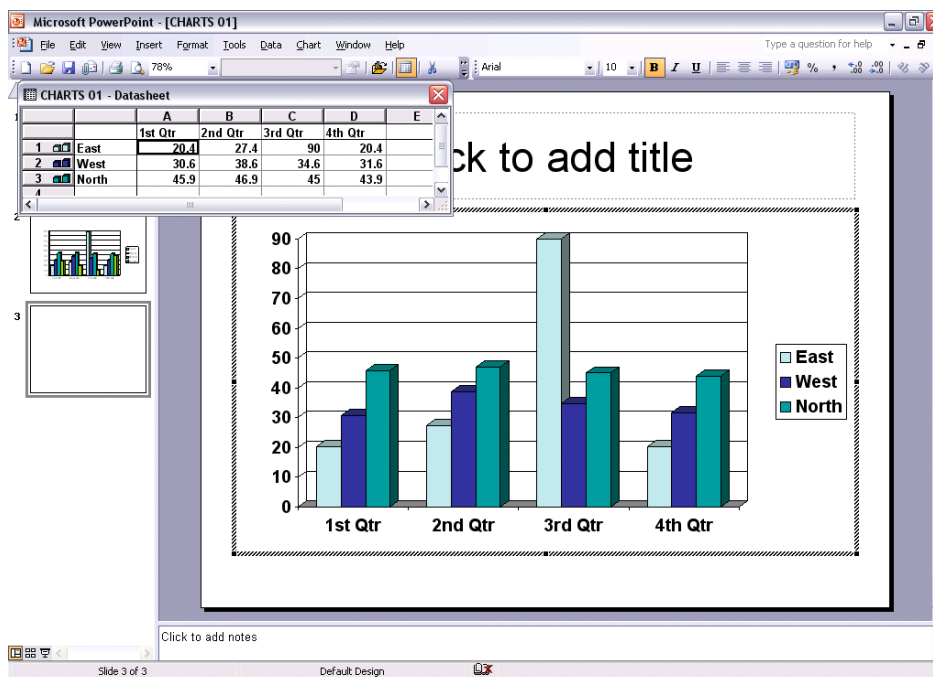 Microsoft PowerPoint - [CHARTS 01]
File Edit View Insert Format Tools Data Chart Window Help Type a question for help
78% Arial 10 B I U % , .00 .00
CHARTS 01 - Datasheet
A B C D E
1st Qtr 2nd Qtr 3rd Qtr 4th Qtr
1 East 20.4 27.4 90 20.4
2 West 30.6 38.6 34.6 31.6
3 North 45.9 46.9 45 43.9
4
ck to add title
2
3
90
80
70
60
50
40
30
20
10
0
1st Qtr 2nd Qtr 3rd Qtr 4th Qtr
East
West
North
Click to add notes
Slide 3 of 3 Default Design